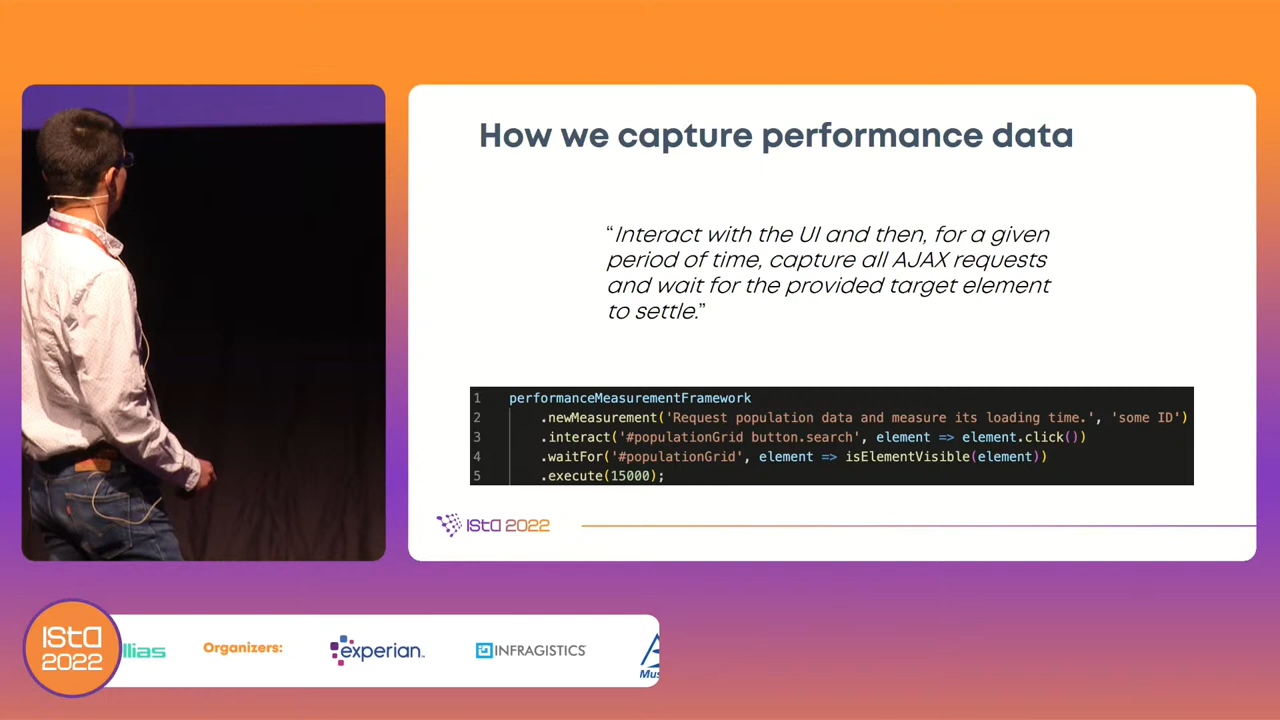 How we capture performance data
“Interact with the UI and then, for a given
period of time, capture all AJAX requests
and wait for the provided target element
to settle.”
1 performanceMeasurementFramework
2 .newMeasurement('Request population data and measure its loading time.', 'some ID')
3 .interact('#populationGrid button.search', element => element.click())
4 .waitFor('#populationGrid', element => isElementVisible(element))
5 .execute(15000);
ISTA 2022
ISTA
2022
Organizers:
experian
INFRAGISTICS